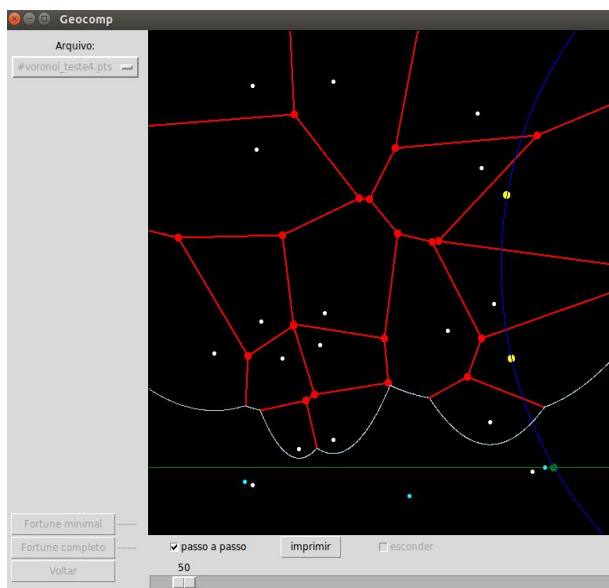 Geocomp
Arquivo:
#voronoi_teste4.pts
Fortune minimal
Fortune completo
Voltar
passo a passo
imprimir
esconder
50